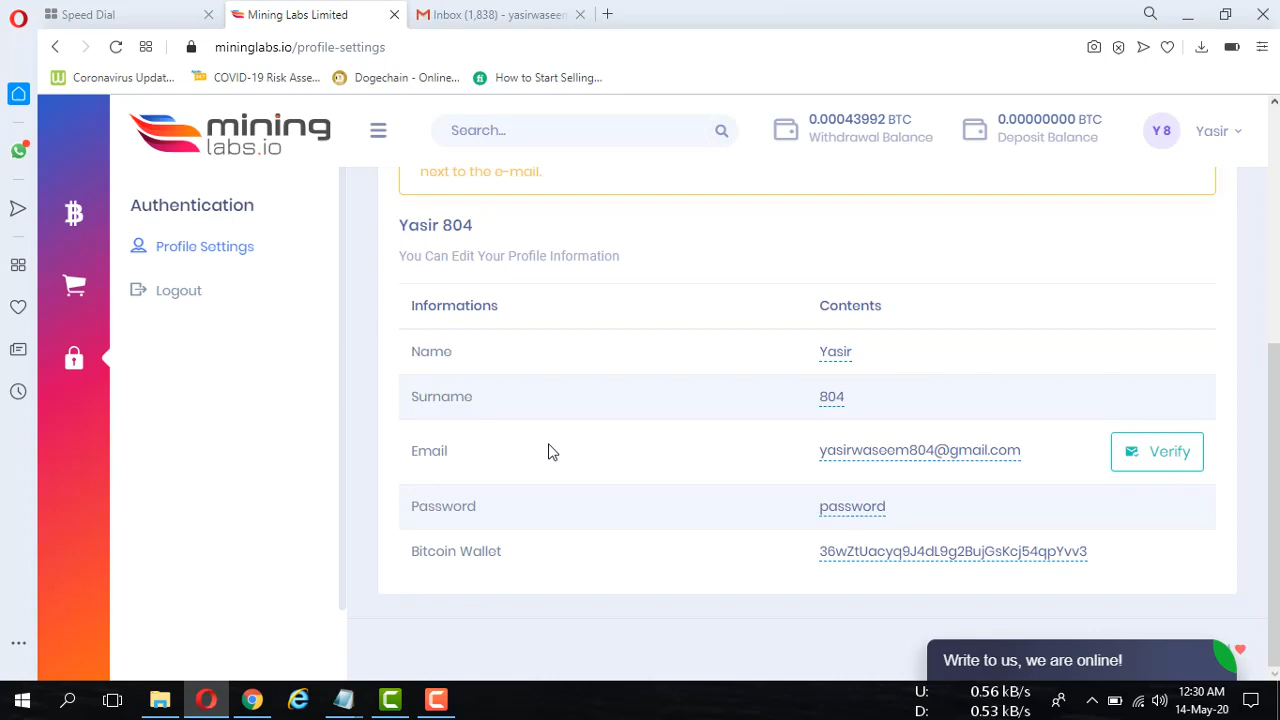 Speed Dial
Mining Labs Limited
Inbox (1,838) - yasirwaseem
mininglabs.io/profile-settings
Coronavirus Updat...
COVID-19 Risk Asse...
Dogechain - Online...
How to Start Selling...
mining
labs.io
Search...
0.00043992 BTC
Withdrawal Balance
0.00000000 BTC
Deposit Balance
Y 8
Yasir
next to the e-mail.
Authentication
Profile Settings
Logout
Yasir 804
You Can Edit Your Profile Information
Informations Contents
Name Yasir
Surname 804
Email yasirwaseem804@gmail.com Verify
Password password
Bitcoin Wallet 36wZtUacyq9J4dL9g2BujGsKcj54qpYvv3
Write to us, we are online!
U: 0.56 kB/s
D: 0.53 kB/s
12:30 AM
14-May-20